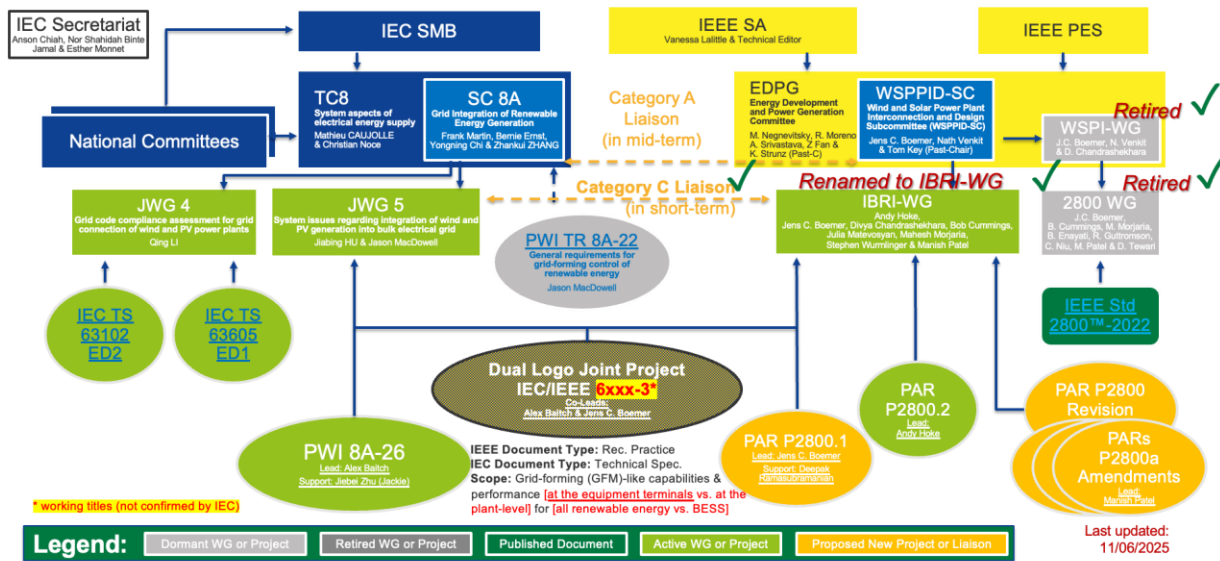 IEC Secretariat
Anson Chiah, Nor Shahidah Binte
Jamal & Esther Monnet
IEC SMB
IEEE SA
Vanessa Lalitte & Technical Editor
IEEE PES
National Committees
TC8
System aspects of
electrical energy supply
Mathieu CAUJOLLE
& Christian Noce
SC 8A
Grid Integration of Renewable
Energy Generation
Frank Martin, Bernie Ernst,
Yongning Chi & Zhankui ZHANG
Category A
Liaison
(in mid-term)
EDPG
Energy Development
and Power Generation
Committee
M. Negnevitsky, R. Moreno
A. Srivastava, Z Fan &
K. Strunz (Past-C)
WSPPID-SC
Wind and Solar Power Plant
Interconnection and Design
Subcommittee (WSPPID-SC)
Jens C. Boemer, Nath Venkit
& Tom Key (Past-Chair)
Retired
WSPI-WG
J.C. Boemer, N. Venkit
& D. Chandrashekhara
JWG 4
Grid code compliance assessment for grid
connection of wind and PV power plants
Qing LI
JWG 5
System issues regarding integration of wind and
PV generation into bulk electrical grid
Jiabing HU & Jason MacDowell
Category C Liaison
(in short-term)
Renamed to IBRI-WG
IBRI-WG
Andy Hoke,
Jens C. Boemer, Divya Chandrashekhara, Bob Cummings,
Julia Matevosyan, Mahesh Morjaria,
Stephen Wurmlinger & Manish Patel
Retired
2800 WG
J.C. Boemer,
B. Cummings, M. Morjaria,
B. Enayati, R. Guttromson,
C. Niu, M. Patel & D. Tewari
PWI TR 8A-22
General requirements for
grid-forming control of
renewable energy
Jason MacDowell
IEC TS
63102
ED2
IEC TS
63605
ED1
IEEE Std
2800™-2022
Dual Logo Joint Project
IEC/IEEE 6xxx-3*
Co-Leads:
Alex Baitch & Jens C. Boemer
PWI 8A-26
Lead: Alex Baitch
Support: Jiebei Zhu (Jackie)
IEEE Document Type: Rec. Practice
IEC Document Type: Technical Spec.
Scope: Grid-forming (GFM)-like capabilities &
performance [at the equipment terminals vs. at the
plant-level] for [all renewable energy vs. BESS]
PAR P2800.1
Lead: Jens C. Boemer
Support: Deepak
Ramasubramanian
PAR
P2800.2
Lead:
Andy Hoke
PAR P2800
Revision
PARs
P2800a
Amendments
Lead:
Manish Patel
* working titles (not confirmed by IEC)
Last updated:
11/06/2025
Legend:
Dormant WG or Project
Retired WG or Project
Published Document
Active WG or Project
Proposed New Project or Liaison